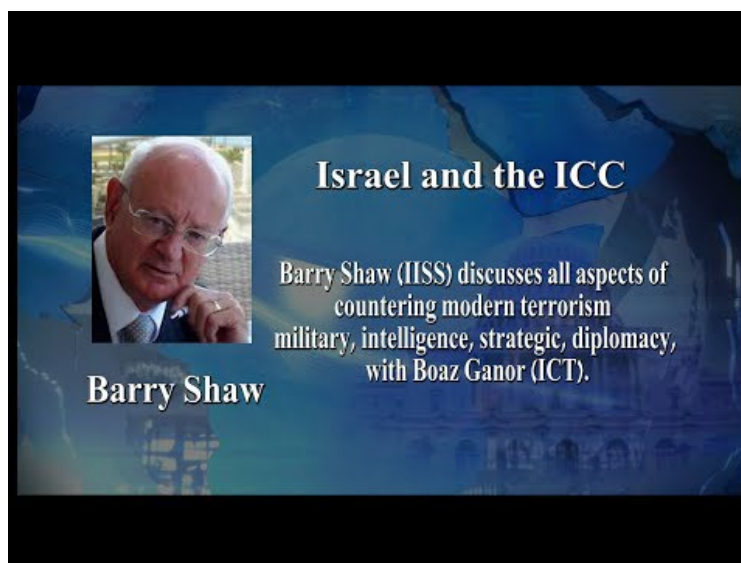 Israel and the ICC
Barry Shaw (IISS) discusses all aspects of
countering modern terrorism
military, intelligence, strategic, diplomacy,
with Boaz Ganor (ICT).
Barry Shaw